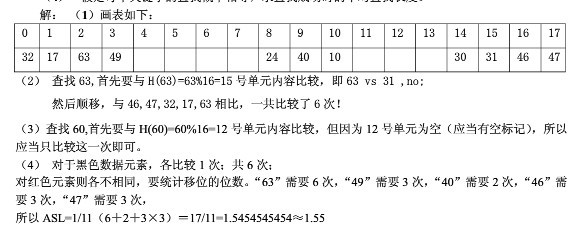 解：（1）画表如下：
0 1 2 3 4 5 6 7 8 9 10 11 12 13 14 15 16 17
32 17 63 49 24 40 10 30 31 46 47
（2） 查找 63,首先要与 H(63)=63%16=15 号单元内容比较，即 63 vs 31 ,no;
然后顺移，与 46,47,32,17,63 相比，一共比较了 6 次！
（3）查找 60,首先要与 H(60)=60%16=12 号单元内容比较，但因为 12 号单元为空（应当有空标记），所以
应当只比较这一次即可。
（4） 对于黑色数据元素，各比较 1 次；共 6 次；
对红色元素则各不相同，要统计移位的位数。“63”需要 6 次，“49”需要 3 次，“40”需要 2 次，“46”需
要 3 次，“47”需要 3 次，
所以 ASL=1/11（6＋2＋3×3）＝17/11=1.5454545454≈1.55